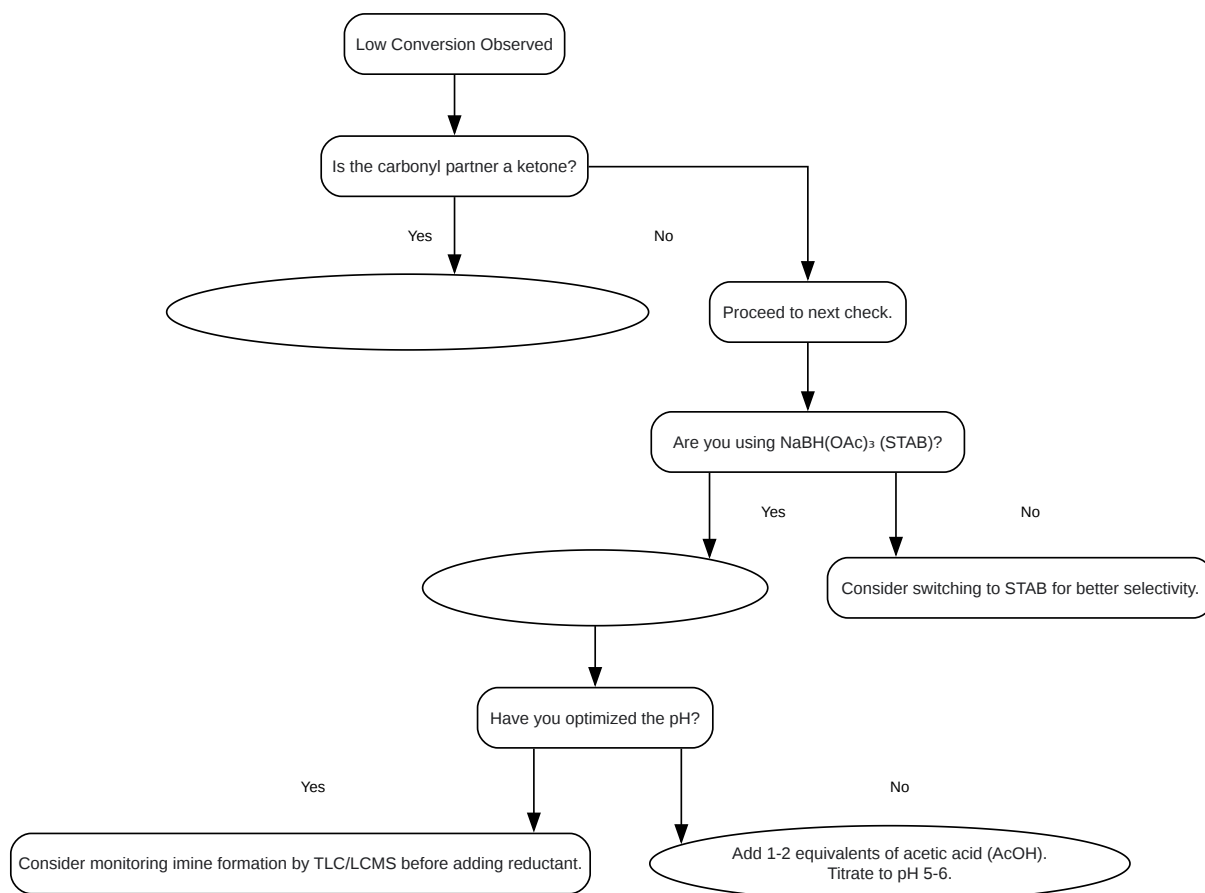 Low Conversion Observed
Is the carbonyl partner a ketone?
Yes
No
Proceed to next check.
Are you using NaBH(OAc)₃ (STAB)?
Yes
No
Consider switching to STAB for better selectivity.
Have you optimized the pH?
Yes
No
Consider monitoring imine formation by TLC/LCMS before adding reductant.
Add 1-2 equivalents of acetic acid (AcOH).
Titrate to pH 5-6.